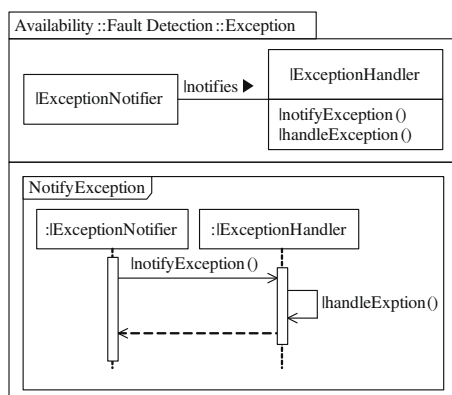 Availability ::Fault Detection ::Exception
|ExceptionNotifier
|notifies ▶
|ExceptionHandler
|notifyException ()
|handleException ()
NotifyException
:|ExceptionNotifier
:|ExceptionHandler
|notifyException ()
|handleExption ()